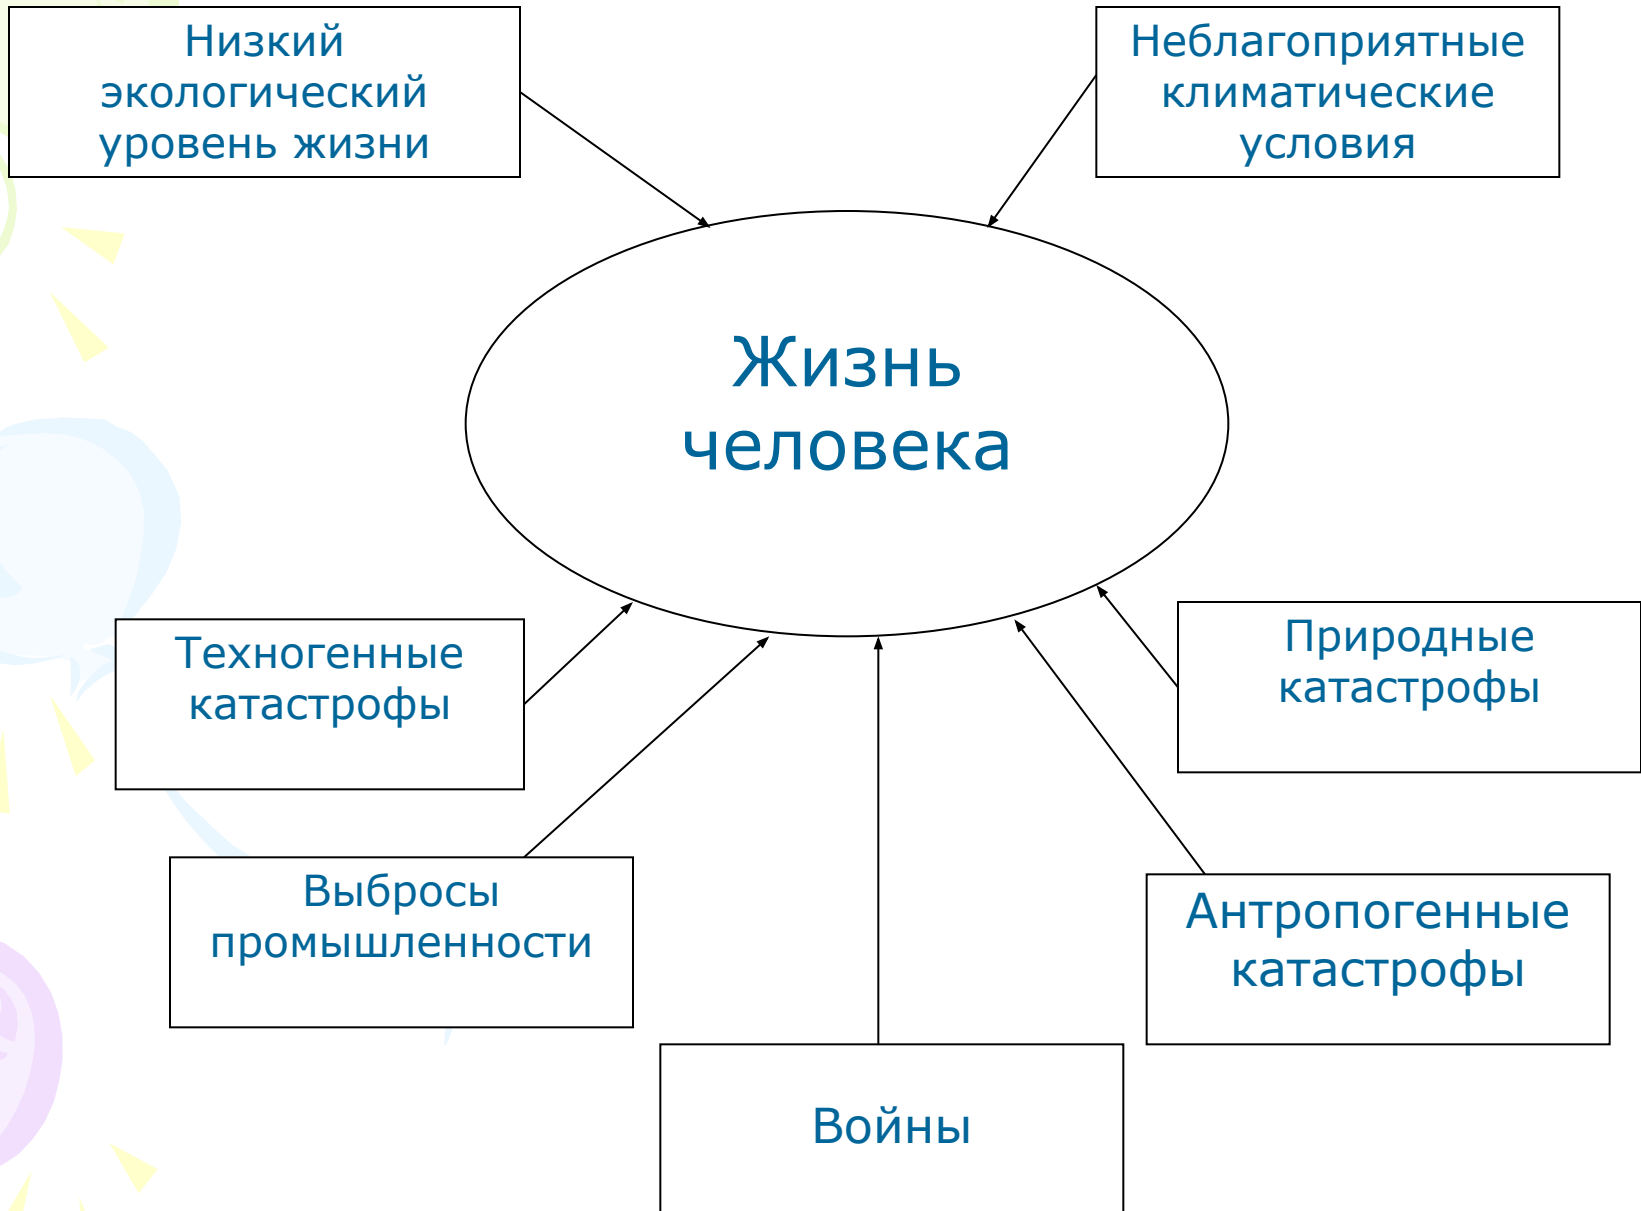 Низкий
экологический
уровень жизни
Неблагоприятные
климатические
условия
Жизнь
человека
Техногенные
катастрофы
Природные
катастрофы
Выбросы
промышленности
Антропогенные
катастрофы
Войны